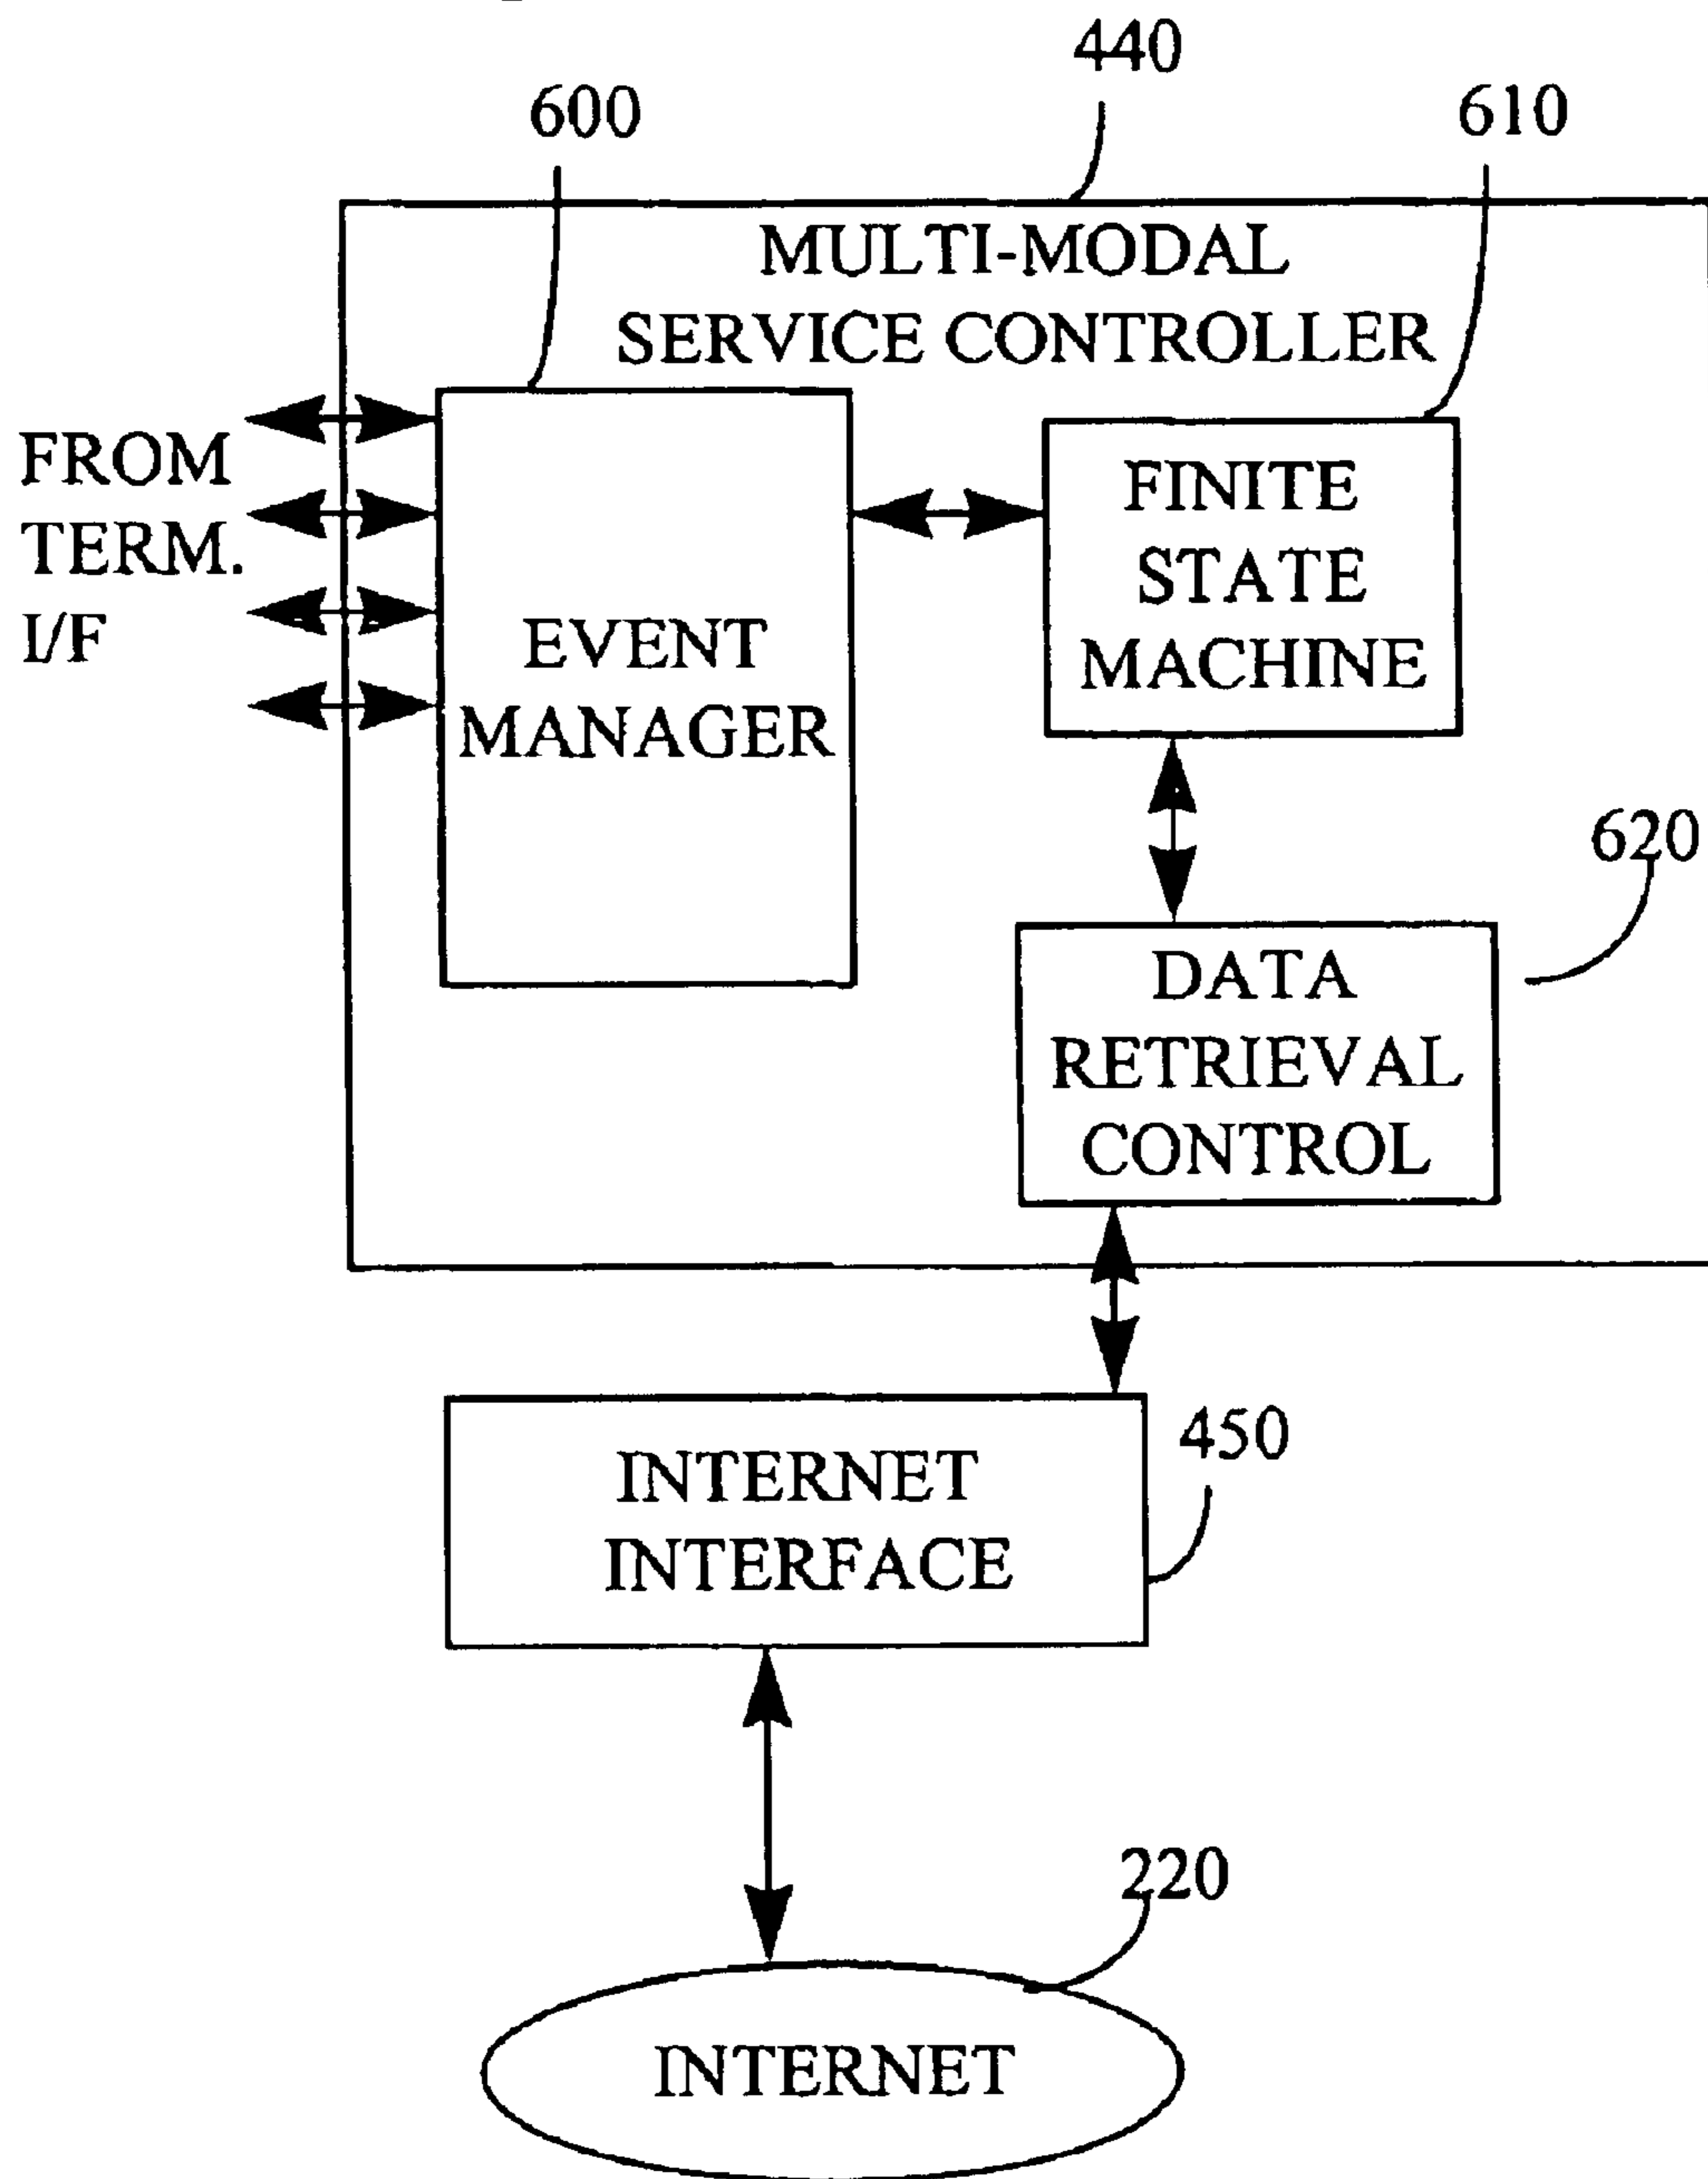 440
600
610
MULTI-MODAL
SERVICE CONTROLLER
FROM
TERM.
I/F
EVENT
MANAGER
FINITE
STATE
MACHINE
620
DATA
RETRIEVAL
CONTROL
INTERNET
INTERFACE
450
220
INTERNET